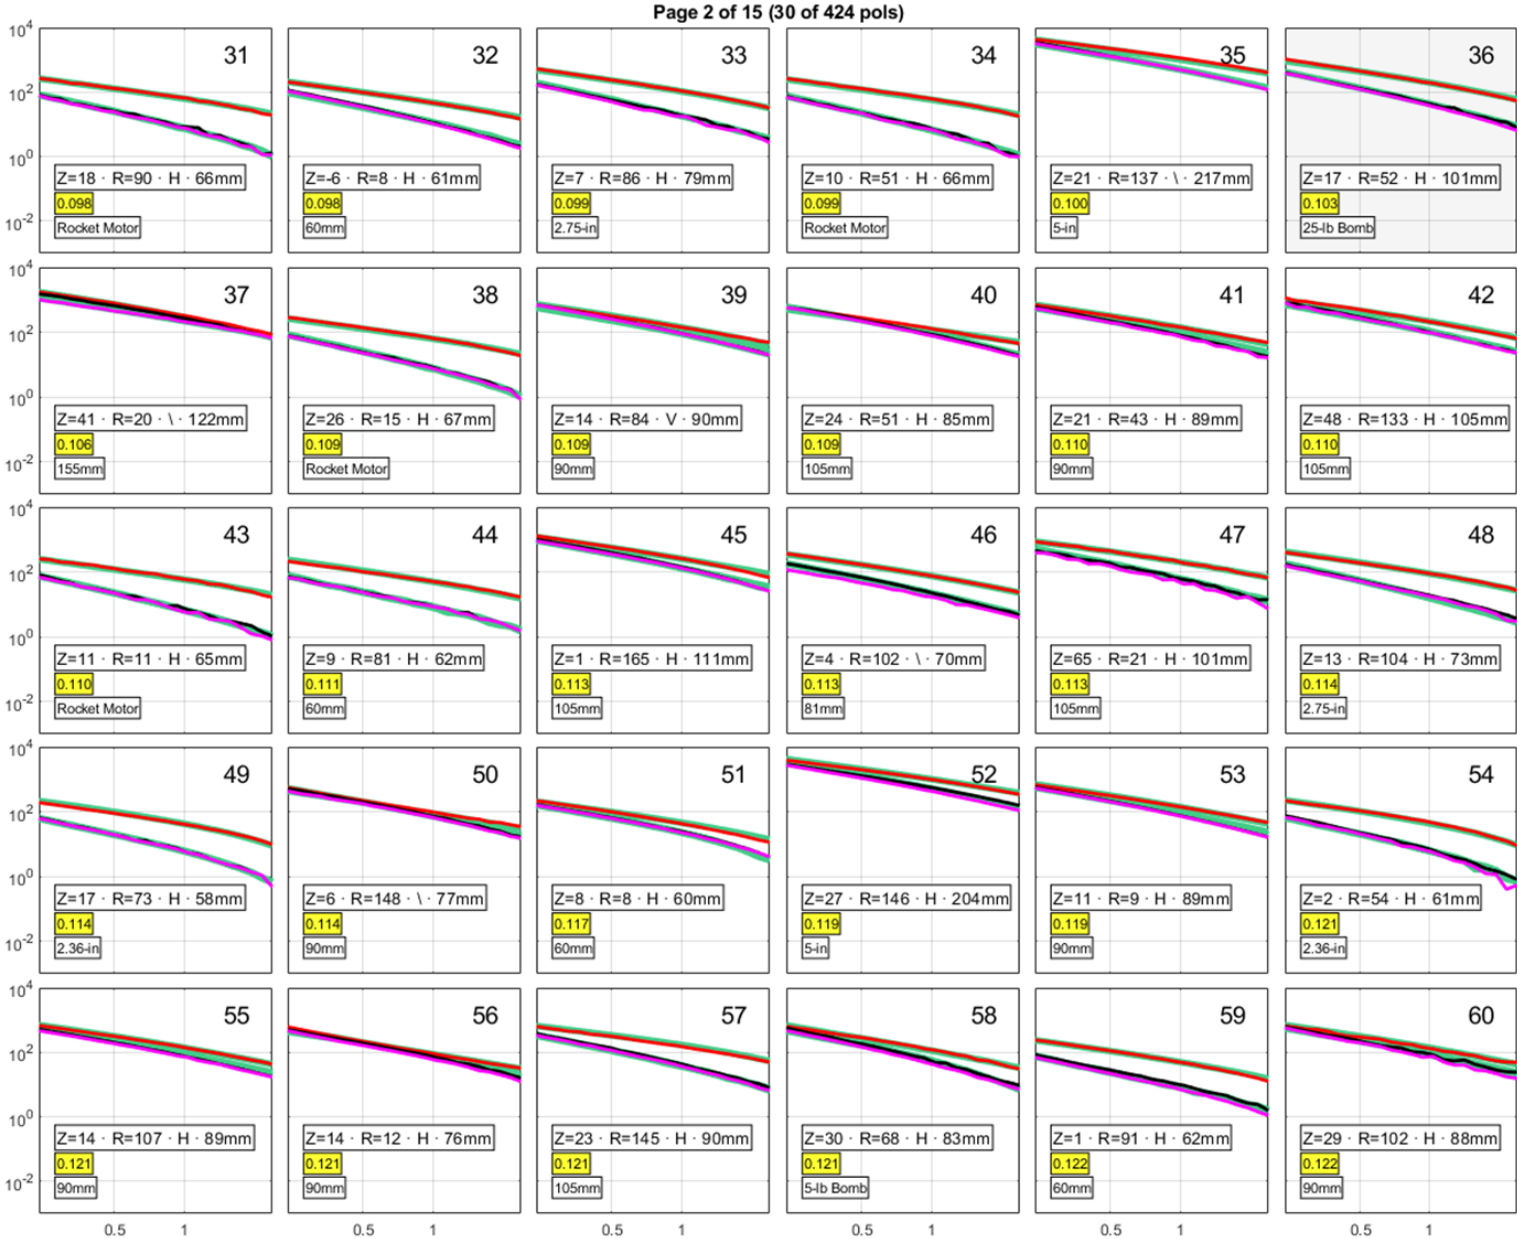 Page 2 of 15 (30 of 424 pols)
10^4
10^2
10^0
10^-2
31
Z=18 · R=90 · H · 66mm
0.098
Rocket Motor
32
Z=-6 · R=8 · H · 61mm
0.098
60mm
33
Z=7 · R=86 · H · 79mm
0.099
2.75-in
34
Z=10 · R=51 · H · 66mm
0.099
Rocket Motor
35
Z=21 · R=137 · \ · 217mm
0.100
5-in
36
Z=17 · R=52 · H · 101mm
0.103
25-lb Bomb
10^4
10^2
10^0
10^-2
37
Z=41 · R=20 · \ · 122mm
0.106
155mm
38
Z=26 · R=15 · H · 67mm
0.109
Rocket Motor
39
Z=14 · R=84 · V · 90mm
0.109
90mm
40
Z=24 · R=51 · H · 85mm
0.109
105mm
41
Z=21 · R=43 · H · 89mm
0.110
90mm
42
Z=48 · R=133 · H · 105mm
0.110
105mm
10^4
10^2
10^0
10^-2
43
Z=11 · R=11 · H · 65mm
0.110
Rocket Motor
44
Z=9 · R=81 · H · 62mm
0.111
60mm
45
Z=1 · R=165 · H · 111mm
0.113
105mm
46
Z=4 · R=102 · \ · 70mm
0.113
81mm
47
Z=65 · R=21 · H · 101mm
0.113
105mm
48
Z=13 · R=104 · H · 73mm
0.114
2.75-in
10^4
10^2
10^0
10^-2
49
Z=17 · R=73 · H · 58mm
0.114
2.36-in
50
Z=6 · R=148 · \ · 77mm
0.114
90mm
51
Z=8 · R=8 · H · 60mm
0.117
60mm
52
Z=27 · R=146 · H · 204mm
0.119
5-in
53
Z=11 · R=9 · H · 89mm
0.119
90mm
54
Z=2 · R=54 · H · 61mm
0.121
2.36-in
10^4
10^2
10^0
10^-2
55
Z=14 · R=107 · H · 89mm
0.121
90mm
56
Z=14 · R=12 · H · 76mm
0.121
90mm
57
Z=23 · R=145 · H · 90mm
0.121
105mm
58
Z=30 · R=68 · H · 83mm
0.121
5-lb Bomb
59
Z=1 · R=91 · H · 62mm
0.122
60mm
60
Z=29 · R=102 · H · 88mm
0.122
90mm
0.5 1 0.5 1 0.5 1 0.5 1 0.5 1 0.5 1